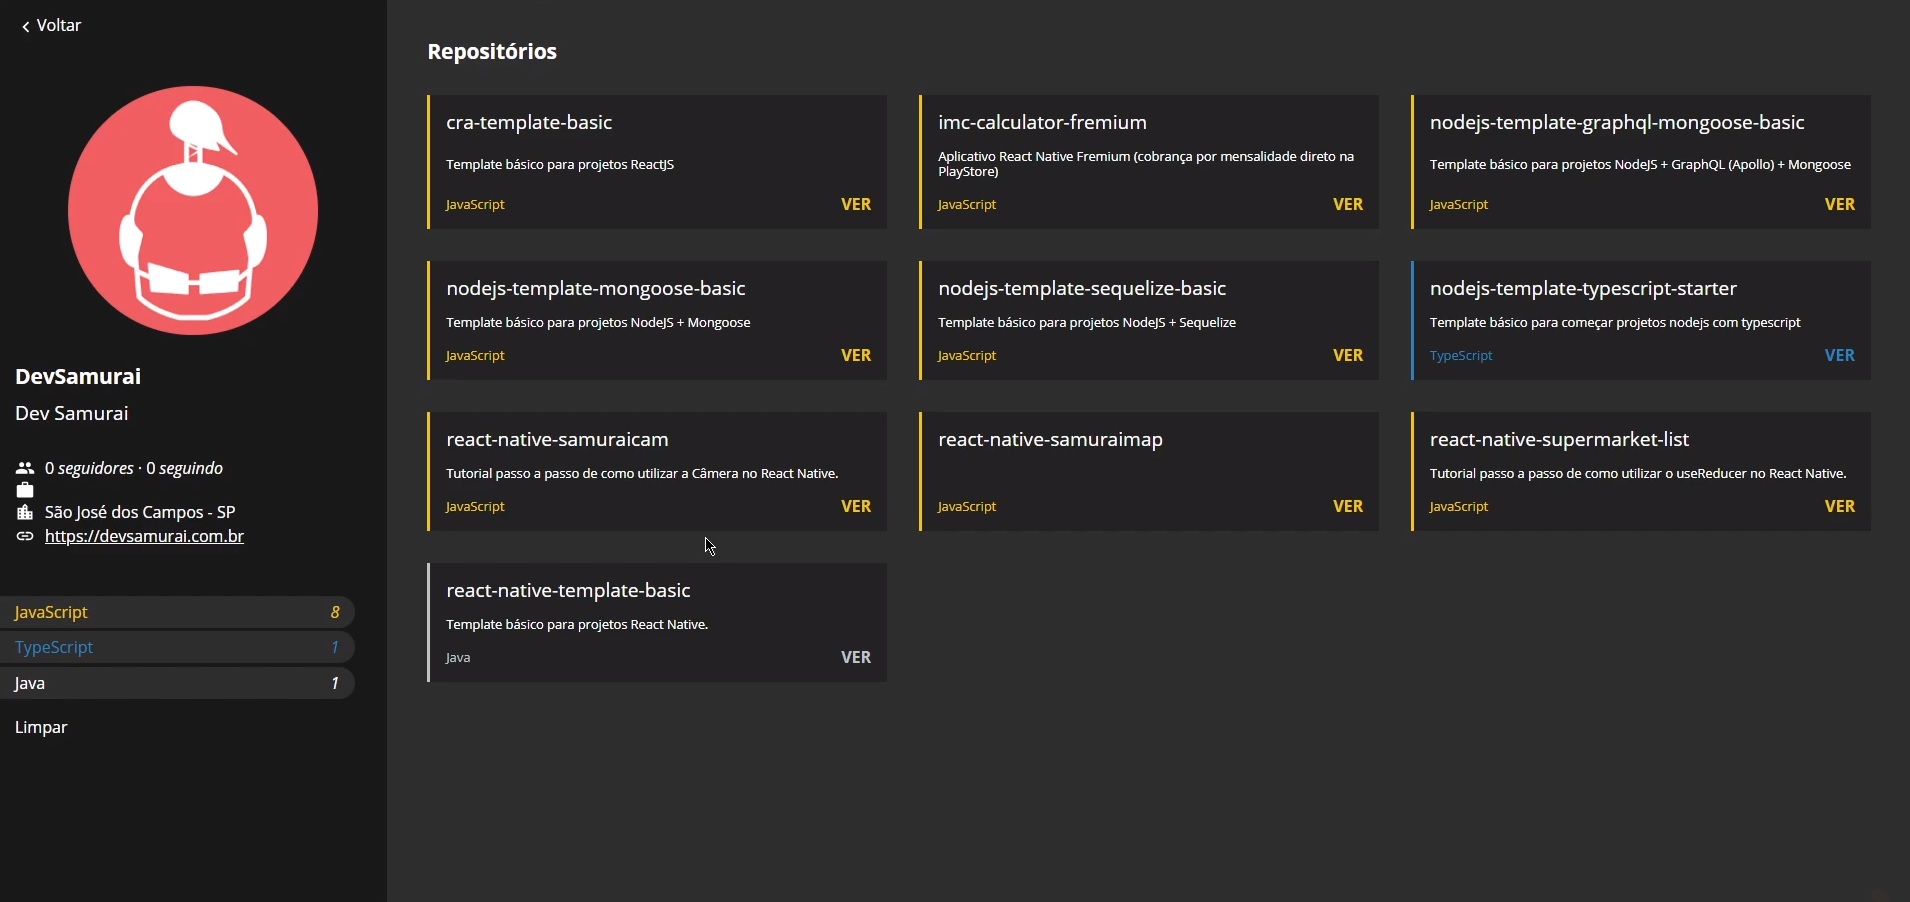 Voltar
DevSamurai
Dev Samurai
0 seguidores · 0 seguindo
São José dos Campos - SP
https://devsamurai.com.br
JavaScript 8
TypeScript 1
Java 1
Limpar
Repositórios
cra-template-basic
Template básico para projetos ReactJS
JavaScript VER
imc-calculator-fremium
Aplicativo React Native Fremium (cobrança por mensalidade direto na
PlayStore)
JavaScript VER
nodejs-template-graphql-mongoose-basic
Template básico para projetos NodeJS + GraphQL (Apollo) + Mongoose
JavaScript VER
nodejs-template-mongoose-basic
Template básico para projetos NodeJS + Mongoose
JavaScript VER
nodejs-template-sequelize-basic
Template básico para projetos NodeJS + Sequelize
JavaScript VER
nodejs-template-typescript-starter
Template básico para começar projetos nodejs com typescript
TypeScript VER
react-native-samuraicam
Tutorial passo a passo de como utilizar a Câmera no React Native.
JavaScript VER
react-native-samuraimap
JavaScript VER
react-native-supermarket-list
Tutorial passo a passo de como utilizar o useReducer no React Native.
JavaScript VER
react-native-template-basic
Template básico para projetos React Native.
Java VER